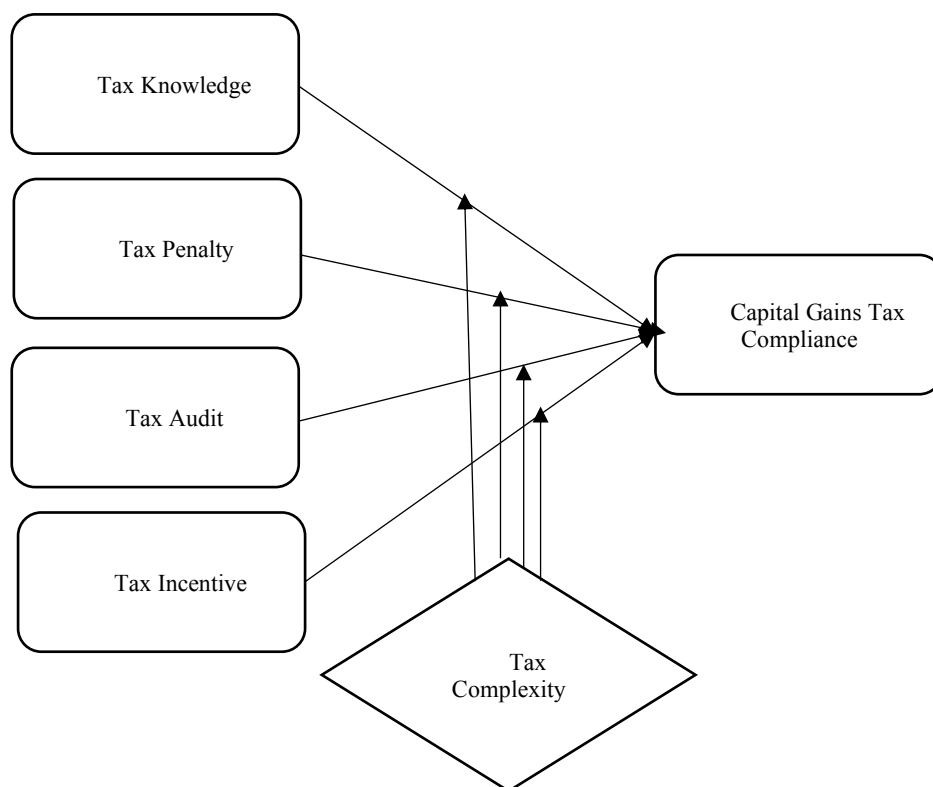 Tax Knowledge
Tax Penalty
Tax Audit
Tax Incentive
Capital Gains Tax
Compliance
Tax
Complexity